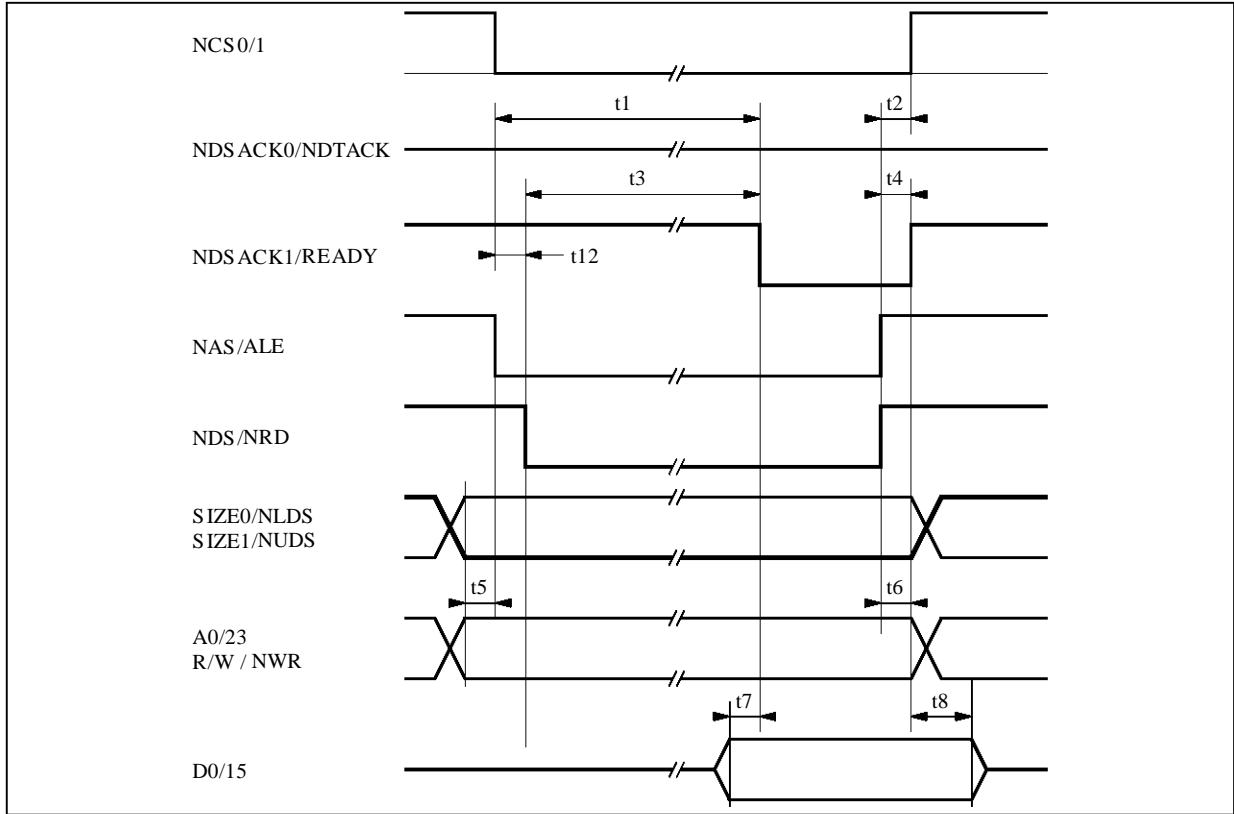 NCS0/1
t1
t2
NDSACK0/NDTACK
t3
t4
NDSACK1/READY
t12
NAS/ALE
NDS/NRD
SIZE0/NLDS
SIZE1/NUDS
t5
t6
A0/23
R/W / NWR
t7
t8
D0/15